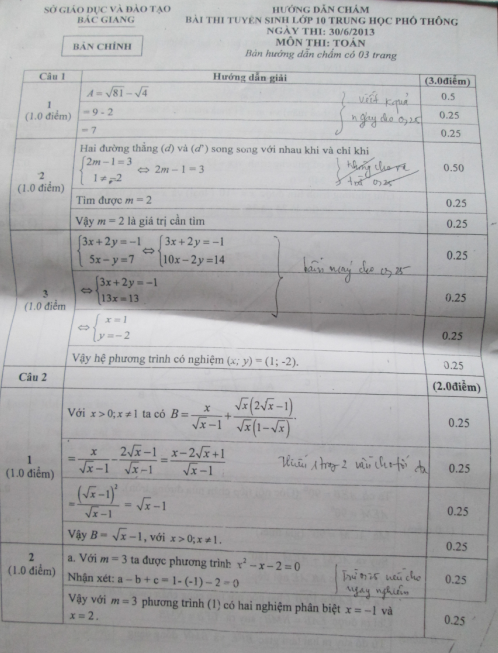 SỞ GIÁO DỤC VÀ ĐÀO TẠO
BẮC GIANG
BẢN CHÍNH
HƯỚNG DẪN CHẤM
BÀI THI TUYỂN SINH LỚP 10 TRUNG HỌC PHỔ THÔNG
NGÀY THI: 30/6/2013
MÔN THI: TOÁN
Bản hướng dẫn chấm có 03 trang
Câu 1 Hướng dẫn giải (3.0điểm)
1
(1.0 điểm)
A = √81 - √4 0.5
= 9 - 2 0.25
= 7 0.25
2
(1.0 điểm)
Hai đường thẳng (d) và (d') song song với nhau khi và chỉ khi
{2m - 1 = 3
1 ≠ -2 ⇔ 2m - 1 = 3 0.50
Tìm được m = 2 0.25
Vậy m = 2 là giá trị cần tìm 0.25
3
(1.0 điểm
{3x + 2y = -1
5x - y = 7 ⇔ {3x + 2y = -1
10x - 2y = 14 0.25
⇔ {3x + 2y = -1
13x = 13 0.25
⇔ {x = 1
y = -2 0.25
Vậy hệ phương trình có nghiệm (x; y) = (1; -2). 0.25
Câu 2 (2.0điểm)
1
(1.0 điểm)
Với x > 0; x ≠ 1 ta có B = x/(√x - 1) + √x(2√x - 1)/(√x(1 - √x)). 0.25
= x/(√x - 1) - (2√x - 1)/(√x - 1) = (x - 2√x + 1)/(√x - 1) 0.25
= (√x - 1)²/(√x - 1) = √x - 1 0.25
Vậy B = √x - 1, với x > 0; x ≠ 1. 0.25
2
(1.0 điểm)
a. Với m = 3 ta được phương trình x² - x - 2 = 0
Nhận xét: a - b + c = 1 - (-1) - 2 = 0 0.25
Vậy với m = 3 phương trình (1) có hai nghiệm phân biệt x = -1 và
x = 2. 0.25